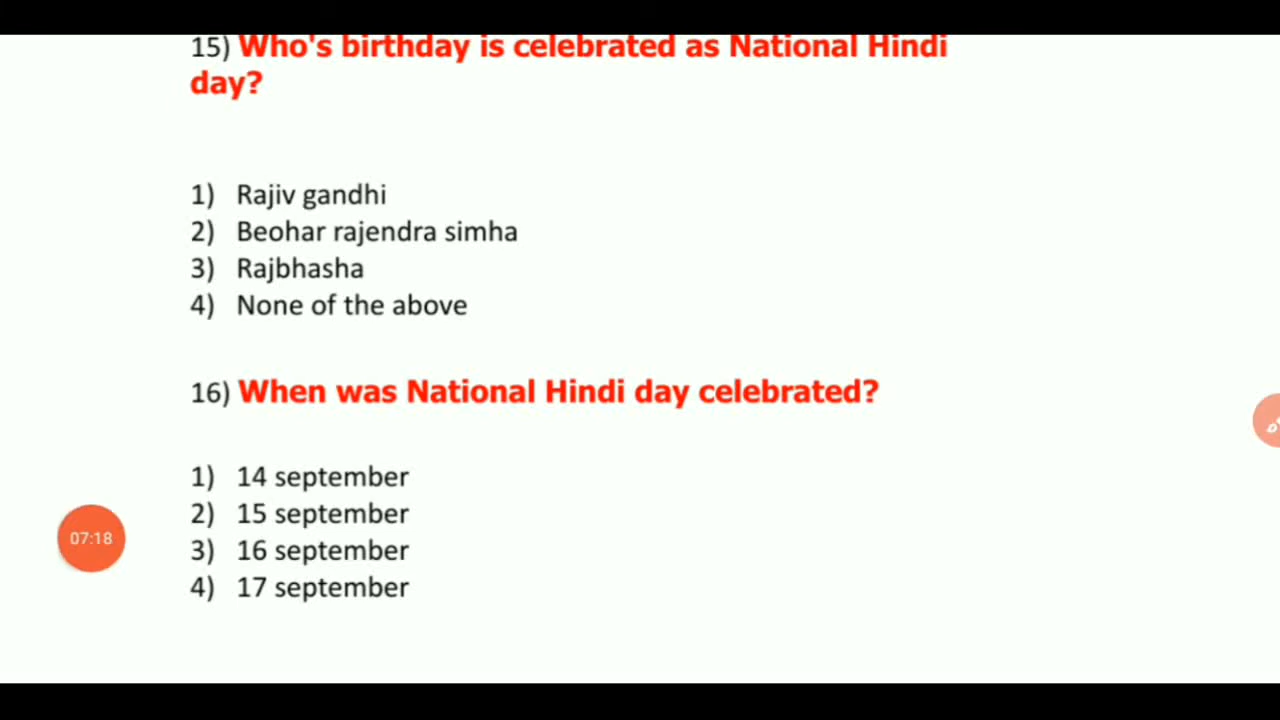 15) Who's birthday is celebrated as National Hindi
day?
1) Rajiv gandhi
2) Beohar rajendra simha
3) Rajbhasha
4) None of the above
16) When was National Hindi day celebrated?
1) 14 september
2) 15 september
3) 16 september
4) 17 september
07:18